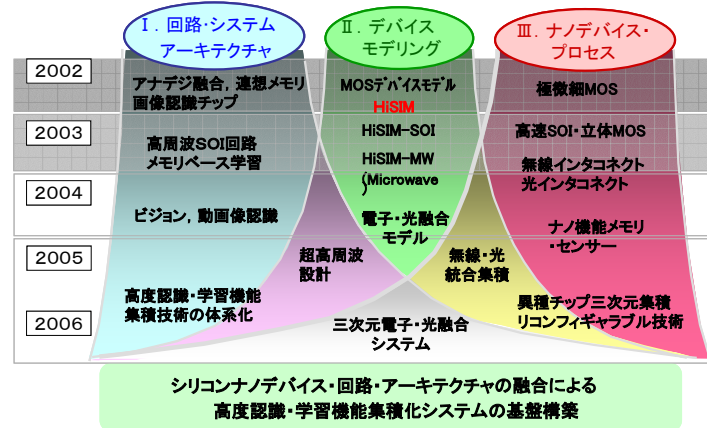 Ⅰ. 回路・システム
アーキテクチャ
Ⅱ. デバイス
モデリング
Ⅲ. ナノデバイス・
プロセス
2002
アナデジ融合, 連想メモリ
画像認識チップ
MOSデバイスモデル
HiSIM
極微細MOS
2003
高周波SOI回路
メモリベース学習
HiSIM-SOI
HiSIM-MW
(Microwave
)
高速SOI・立体MOS
無線インタコネクト
光インタコネクト
2004
ビジョン, 動画像認識
電子・光融合
モデル
ナノ機能メモリ
・センサー
2005
超高周波
設計
無線・光
統合集積
2006
高度認識・学習機能
集積技術の体系化
三次元電子・光融合
システム
異種チップ三次元集積
リコンフィギャラブル技術
シリコンナノデバイス・回路・アーキテクチャの融合による
高度認識・学習機能集積化システムの基盤構築